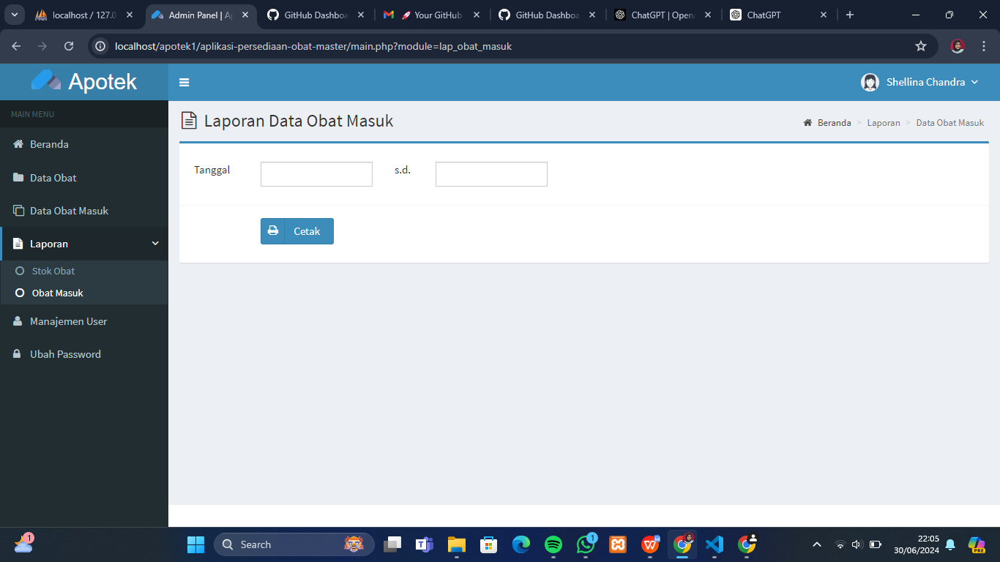 localhost / 127.0
Admin Panel | A
GitHub Dashboa
🚀 Your GitHub
GitHub Dashboa
ChatGPT | Open
ChatGPT
localhost/apotek1/aplikasi-persediaan-obat-master/main.php?module=lap_obat_masuk
Apotek
Shellina Chandra
MAIN MENU
Beranda
Data Obat
Data Obat Masuk
Laporan
Stok Obat
Obat Masuk
Manajemen User
Ubah Password
Laporan Data Obat Masuk
Beranda > Laporan > Data Obat Masuk
Tanggal
s.d.
Cetak
1
Search
1
PRE
22:05
30/06/2024